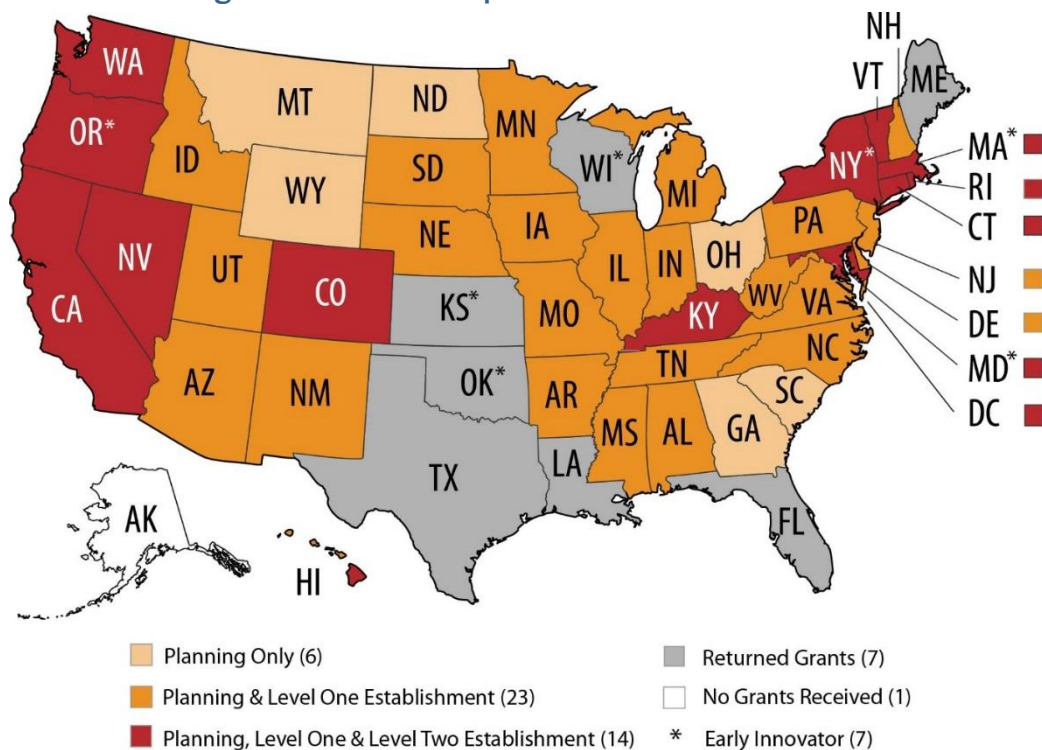 NH
VT
ME
WA
MT
ND
MN
OR*
ID
WI*
NY*
MA*
SD
MI
RI
WY
CT
IA
PA
NE
OH
NV
UT
IL
IN
NJ
CO
WV
VA
DE
CA
KS*
MO
KY
MD*
NC
TN
AZ
OK*
AR
SC
DC
NM
MS
AL
GA
LA
TX
AK
FL
HI
Planning Only (6)
Returned Grants (7)
Planning & Level One Establishment (23)
No Grants Received (1)
Planning, Level One & Level Two Establishment (14)
* Early Innovator (7)